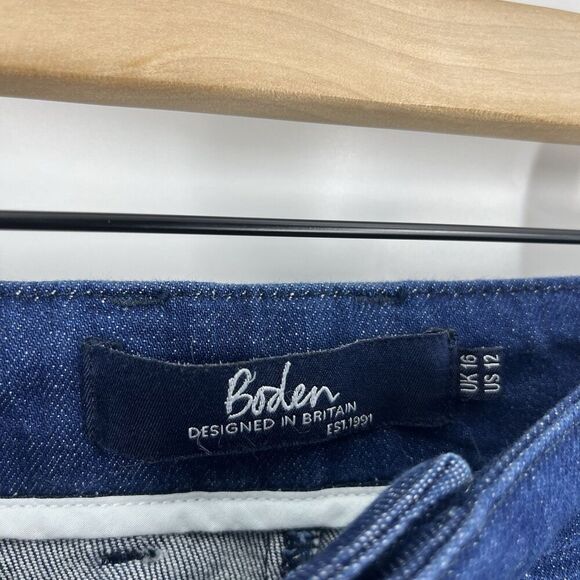 Boden
DESIGNED IN BRITAIN
EST.1991
UK 16
US 12